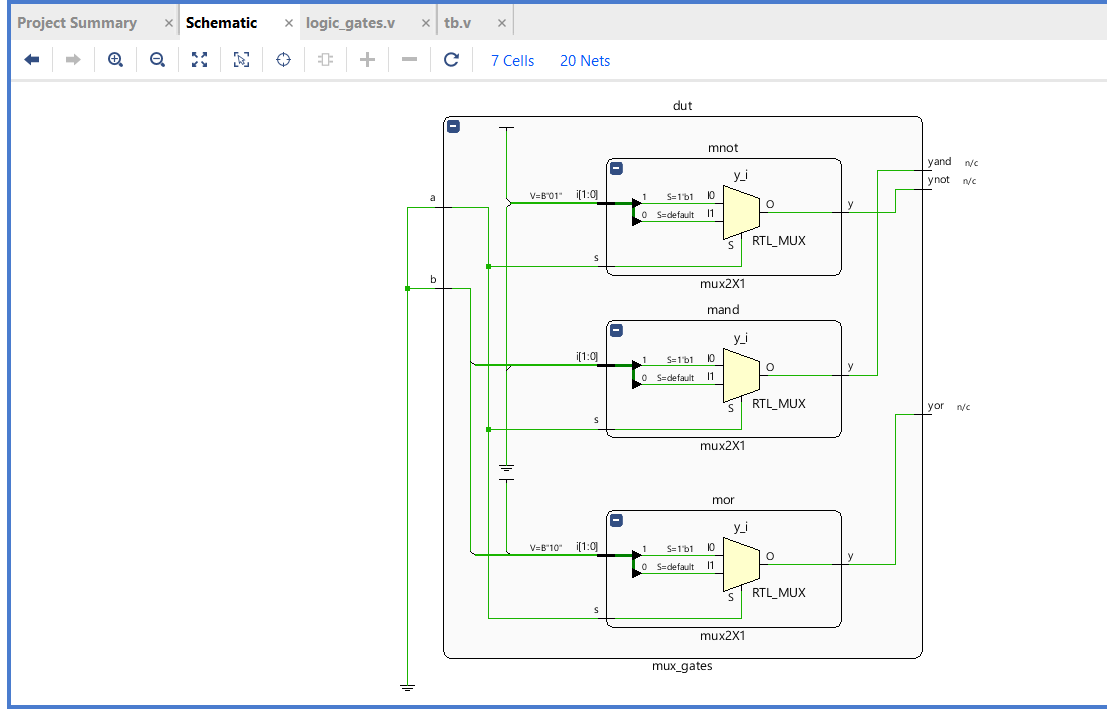 Project Summary × Schematic × logic_gates.v × tb.v ×
7 Cells 20 Nets
dut
mnot
y_i
yand n/c
ynot n/c
a
V=B"01" i[1:0] 1 S=1'b1 I0
0 S=default I1
O
y
S RTL_MUX
s
b
mux2X1
mand
y_i
i[1:0] 1 S=1'b1 I0
0 S=default I1
O
y
S RTL_MUX
s
yor n/c
mux2X1
mor
y_i
V=B"10" i[1:0] 1 S=1'b1 I0
0 S=default I1
O
y
S RTL_MUX
s
mux2X1
mux_gates